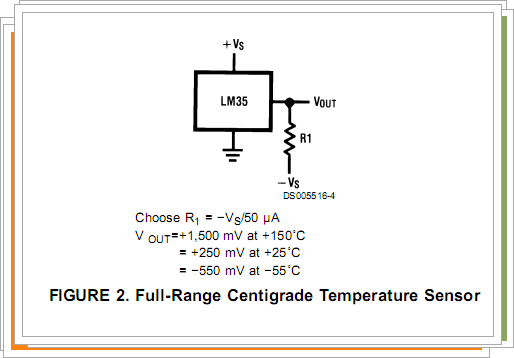 +VS
LM35
VOUT
R1
−VS
DS005516-4
Choose R1 = −VS/50 µA
V OUT=+1,500 mV at +150˚C
= +250 mV at +25˚C
= −550 mV at −55˚C
FIGURE 2. Full-Range Centigrade Temperature Sensor